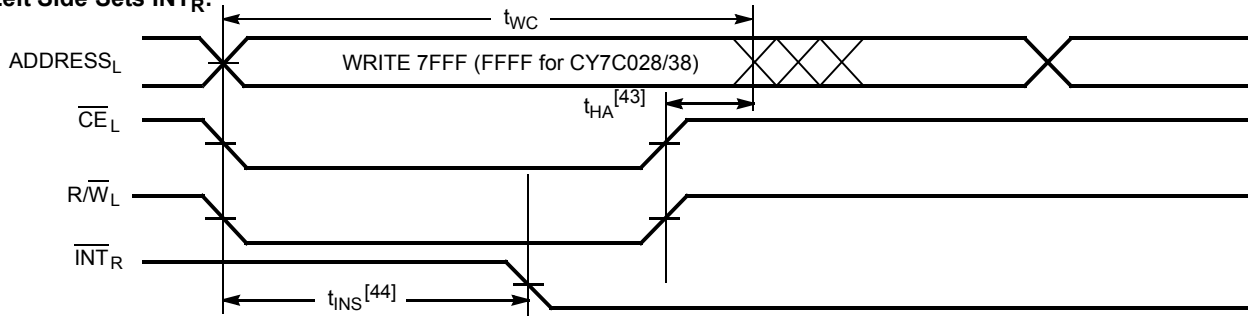 Left Side Sets INTR:
tWC
ADDRESSL
WRITE 7FFF (FFFF for CY7C028/38)
tHA[43]
CEL
R/WL
INTR
tINS[44]